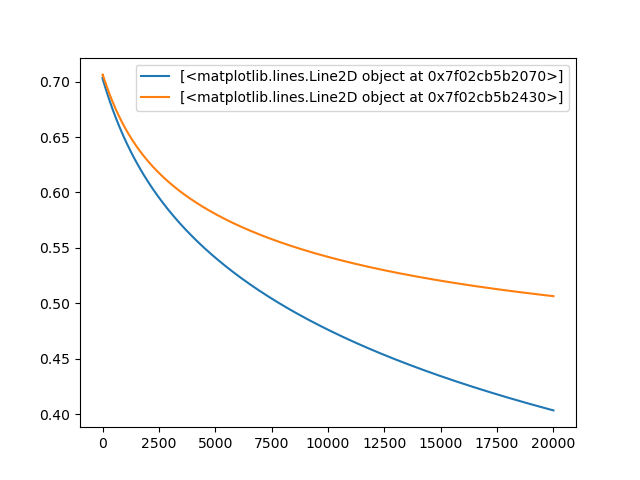 [<matplotlib.lines.Line2D object at 0x7f02cb5b2070>]
[<matplotlib.lines.Line2D object at 0x7f02cb5b2430>]
0.70
0.65
0.60
0.55
0.50
0.45
0.40
0 2500 5000 7500 10000 12500 15000 17500 20000